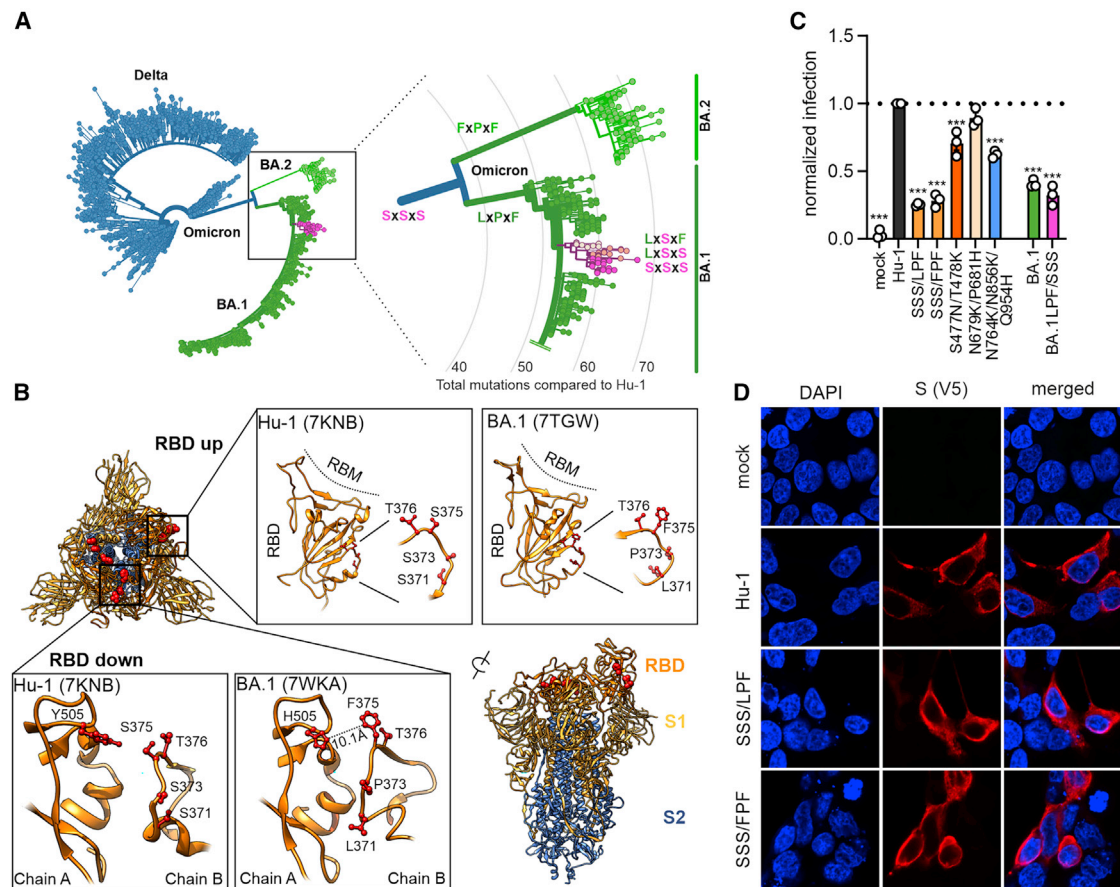 A
Delta
BA.2
Omicron
BA.1
FxPxF
Omicron
SxSxS
LxPxF
LxSxF
LxSxS
SxSxS
BA.2
BA.1
40 50 60 70
Total mutations compared to Hu-1
C
normalized infection
1.5
1.0
0.5
0.0
***
***
***
***
***
***
***
mock
Hu-1
SSS/LPF
SSS/FPF
S477N/T478K
N679K/P681H
N764K/N856K/
Q954H
BA.1
BA.1LPF/SSS
B
RBD up
Hu-1 (7KNB)
RBM
RBD
T376
S375
S373
S371
BA.1 (7TGW)
RBM
RBD
T376
F375
P373
L371
RBD down
Hu-1 (7KNB)
Y505
S375
T376
S373
S371
Chain A
Chain B
BA.1 (7WKA)
F375
H505
10.1Å
T376
P373
L371
Chain A
Chain B
RBD
S1
S2
D
DAPI
S (V5)
merged
mock
Hu-1
SSS/LPF
SSS/FPF